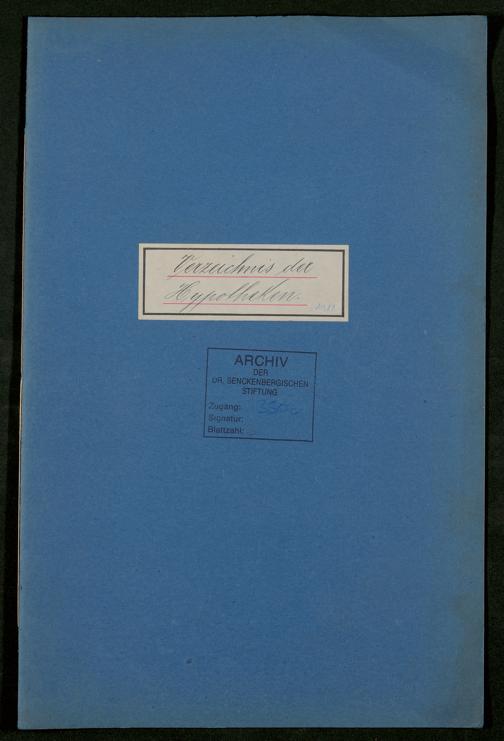 Verzeichnis der
Hypotheken.
ARCHIV
DER
DR. SENCKENBERGISCHEN
STIFTUNG
Zugang:
Signatur:
Blattzahl: